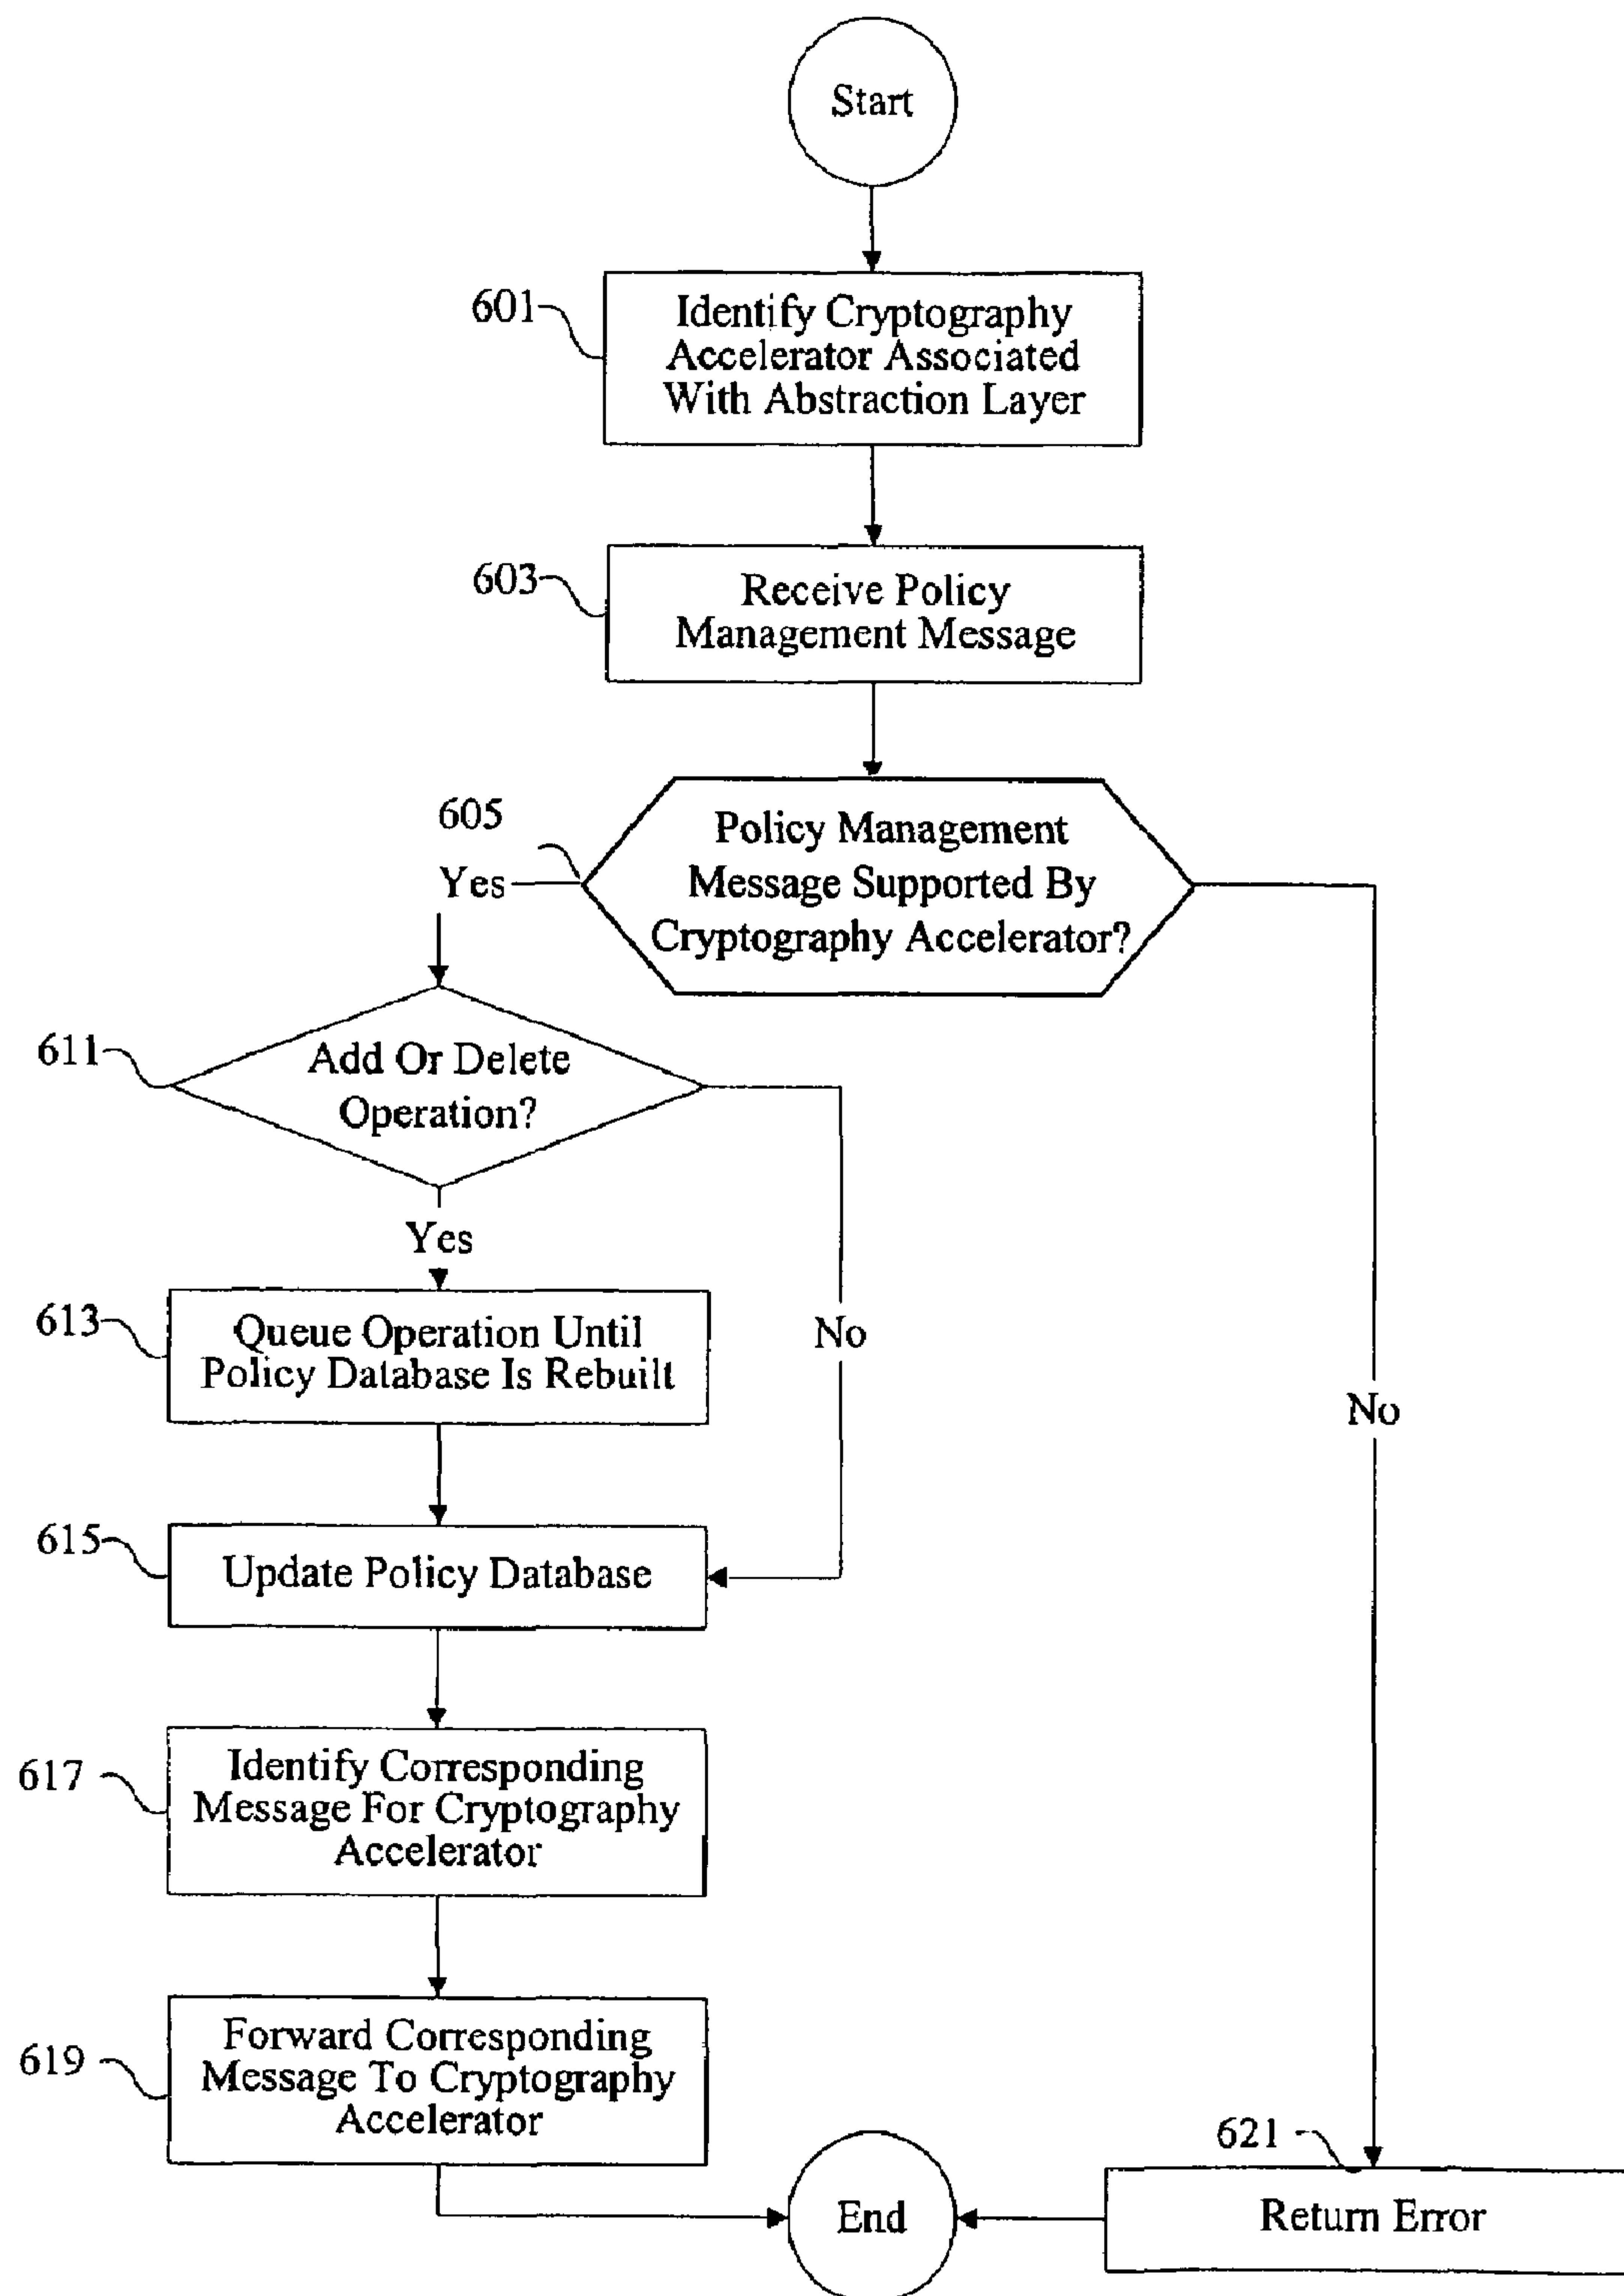 Start
601
Identify Cryptography
Accelerator Associated
With Abstraction Layer
603
Receive Policy
Management Message
605
Policy Management
Message Supported By
Cryptography Accelerator?
Yes
611
Add Or Delete
Operation?
Yes
613
Queue Operation Until
Policy Database Is Rebuilt
No
No
615
Update Policy Database
617
Identify Corresponding
Message For Cryptography
Accelerator
619
Forward Corresponding
Message To Cryptography
Accelerator
621
End
Return Error